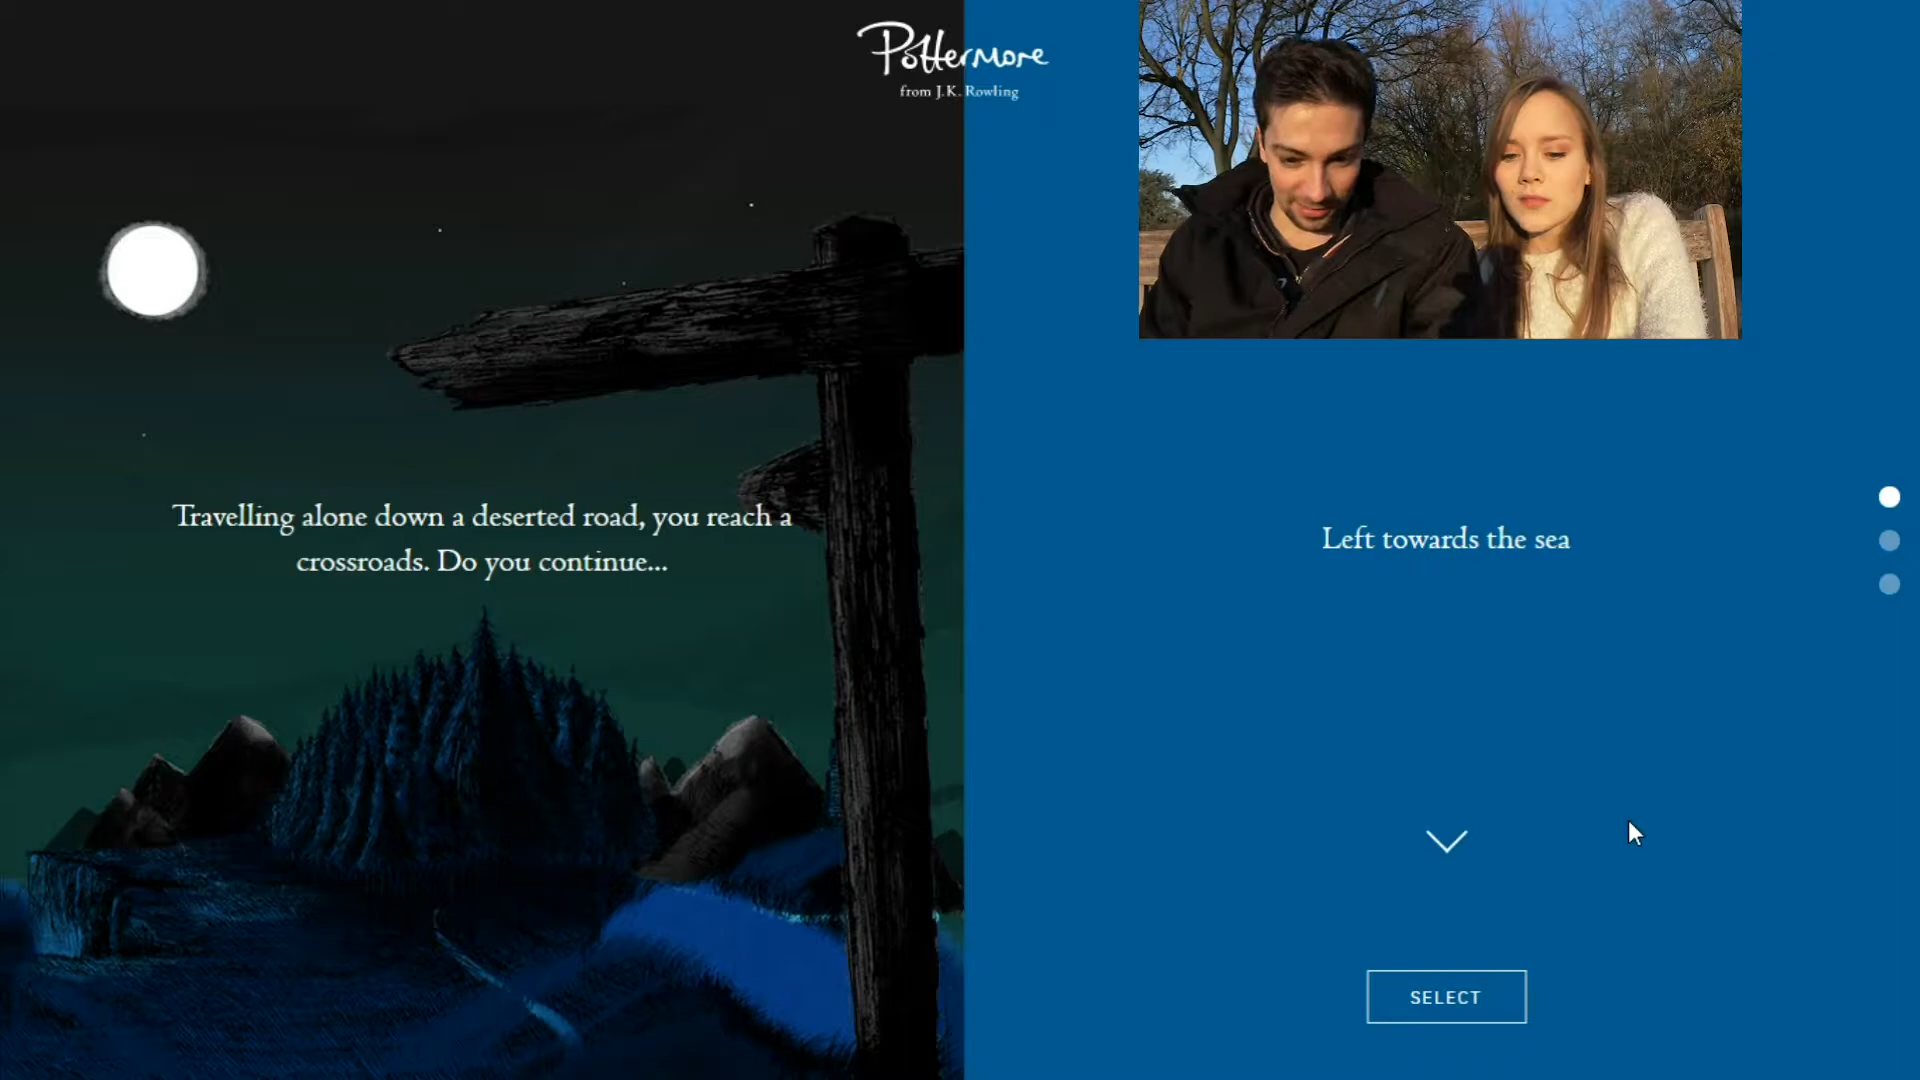 Pottermore
from J.K. Rowling
Travelling alone down a deserted road, you reach a
crossroads. Do you continue...
Left towards the sea
SELECT